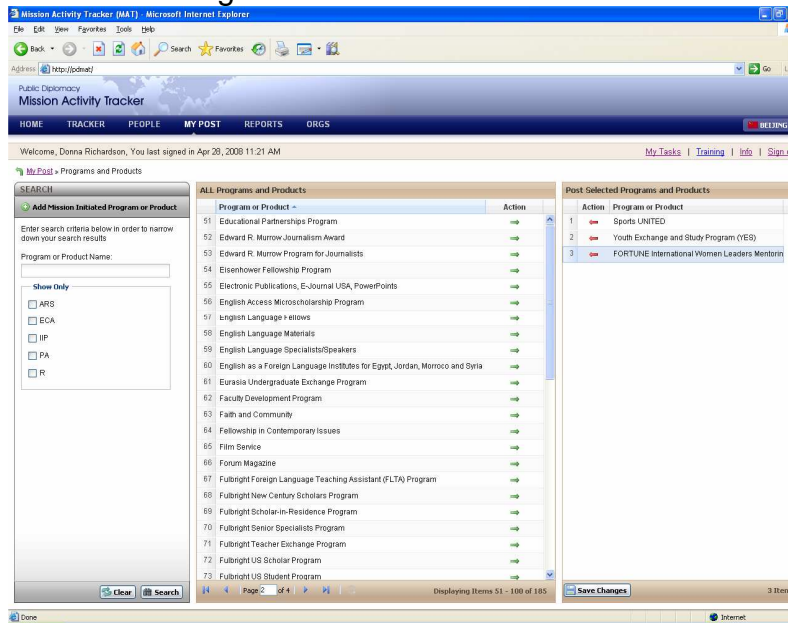 Mission Activity Tracker (MAT) - Microsoft Internet Explorer
File Edit View Favorites Tools Help
Back Search Favorites
Address http://pdmat/ Go
Public Diplomacy
Mission Activity Tracker
HOME TRACKER PEOPLE MY POST REPORTS ORGS BEIJING
Welcome, Donna Richardson, You last signed in Apr 28, 2008 11:21 AM My Tasks | Training | Info | Sign
My Post » Programs and Products
SEARCH
Add Mission Initiated Program or Product
Enter search criteria below in order to narrow
down your search results
Program or Product Name:
Show Only
ARS
ECA
IIP
PA
R
Clear Search
ALL Programs and Products
Program or Product Action
51 Educational Partnerships Program
52 Edward R. Murrow Journalism Award
53 Edward R. Murrow Program for Journalists
54 Eisenhower Fellowship Program
55 Electronic Publications, E-Journal USA, PowerPoints
56 English Access Microscholarship Program
57 English Language Fellows
58 English Language Materials
59 English Language Specialists/Speakers
60 English as a Foreign Language Institutes for Egypt, Jordan, Morroco and Syria
61 Eurasia Undergraduate Exchange Program
62 Faculty Development Program
63 Faith and Community
64 Fellowship in Contemporary Issues
65 Film Service
66 Forum Magazine
67 Fulbright Foreign Language Teaching Assistant (FLTA) Program
68 Fulbright New Century Scholars Program
69 Fulbright Scholar-in-Residence Program
70 Fulbright Senior Specialists Program
71 Fulbright Teacher Exchange Program
72 Fulbright US Scholar Program
73 Fulbright US Student Program
Page 2 of 4 Displaying Items 51 - 100 of 185
Post Selected Programs and Products
Action Program or Product
1 Sports UNITED
2 Youth Exchange and Study Program (YES)
3 FORTUNE International Women Leaders Mentorin
Save Changes 3 Iten
Done Internet